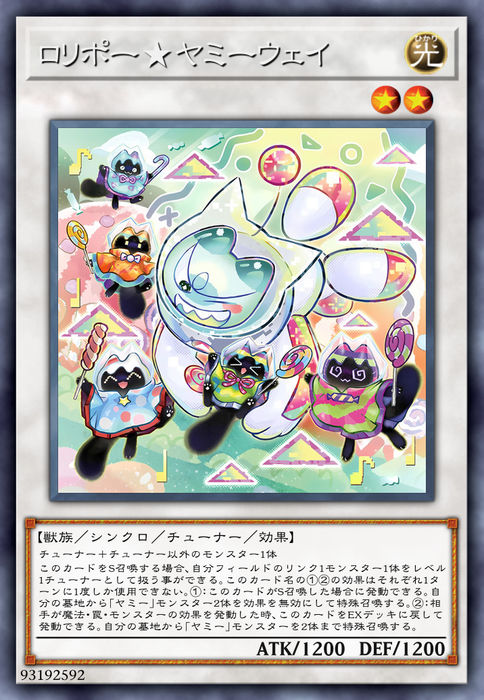 ロリポー★ヤミーウェイ
ひかり
光
【獣族／シンクロ／チューナー／効果】
チューナー＋チューナー以外のモンスター1体
このカードをS召喚する場合、自分フィールドのリンク1モンスター1体をレベル
1チューナーとして扱う事ができる。このカード名の①②の効果はそれぞれ1タ
ーンに1度しか使用できない。①：このカードがS召喚した場合に発動できる。自
分の墓地から「ヤミー」モンスター2体を効果を無効にして特殊召喚する。②：相
手が魔法・罠・モンスターの効果を発動した時、このカードをEXデッキに戻して
発動できる。自分の墓地から「ヤミー」モンスターを2体まで特殊召喚する。
ATK/1200 DEF/1200
93192592